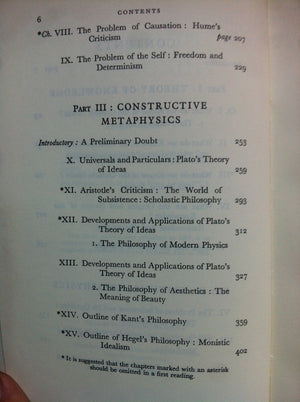 6
CONTENTS
*Ch. VIII. The Problem of Causation : Hume's
Criticism page 207
IX. The Problem of the Self : Freedom and
Determinism 229
PART III : CONSTRUCTIVE
METAPHYSICS
Introductory : A Preliminary Doubt 253
X. Universals and Particulars : Plato's Theory
of Ideas 259
*XI. Aristotle's Criticism : The World of
Subsistence : Scholastic Philosophy 293
*XII. Developments and Applications of Plato's
Theory of Ideas 312
1. The Philosophy of Modern Physics
XIII. Developments and Applications of Plato's
Theory of Ideas 327
2. The Philosophy of Aesthetics : The
Meaning of Beauty
*XIV. Outline of Kant's Philosophy 359
*XV. Outline of Hegel's Philosophy : Monistic
Idealism 402
* It is suggested that the chapters marked with an asterisk
should be omitted in a first reading.